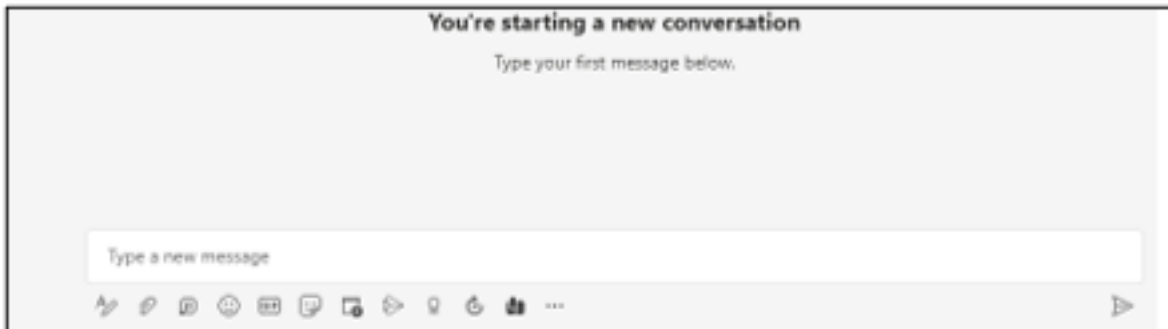 You're starting a new conversation
Type your first message below.
Type a new message